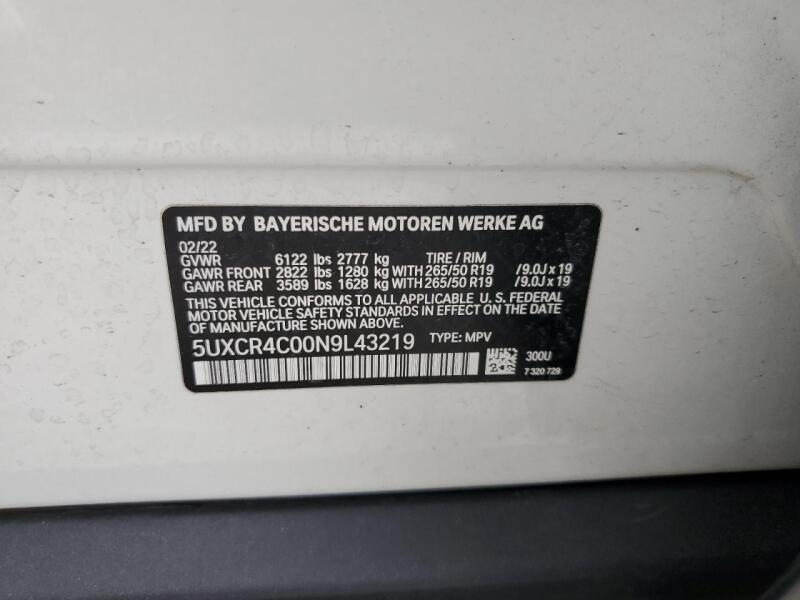 MFD BY BAYERISCHE MOTOREN WERKE AG
02/22
GVWR 6122 lbs 2777 kg TIRE / RIM
GAWR FRONT 2822 lbs 1280 kg WITH 265/50 R19 /9.0J x 19
GAWR REAR 3589 lbs 1628 kg WITH 265/50 R19 /9.0J x 19
THIS VEHICLE CONFORMS TO ALL APPLICABLE U. S. FEDERAL
MOTOR VEHICLE SAFETY STANDARDS IN EFFECT ON THE DATE
OF MANUFACTURE SHOWN ABOVE.
5UXCR4C00N9L43219 TYPE: MPV
300U
7 320 729